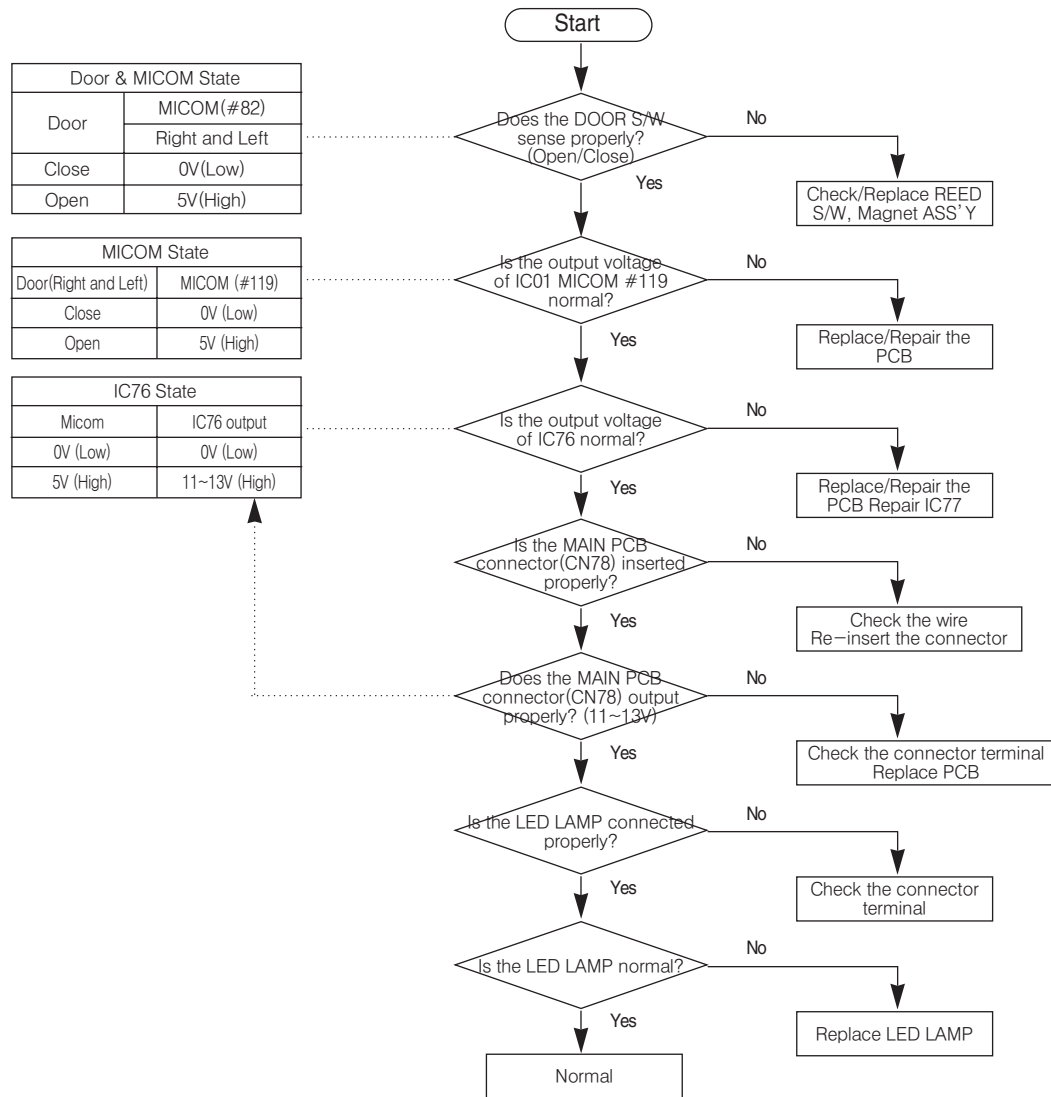 Start
Door & MICOM State
Door
MICOM(#82)
Right and Left
Close
0V(Low)
Open
5V(High)
Does the DOOR S/W
sense properly?
(Open/Close)
No
Yes
Check/Replace REED
S/W, Magnet ASS'Y
MICOM State
Door(Right and Left)
MICOM (#119)
Close
0V (Low)
Open
5V (High)
Is the output voltage
of IC01 MICOM #119
normal?
No
Yes
Replace/Repair the
PCB
IC76 State
Micom
IC76 output
0V (Low)
0V (Low)
5V (High)
11~13V (High)
Is the output voltage
of IC76 normal?
No
Yes
Replace/Repair the
PCB Repair IC77
Is the MAIN PCB
connector(CN78) inserted
properly?
No
Yes
Check the wire
Re-insert the connector
Does the MAIN PCB
connector(CN78) output
properly? (11~13V)
No
Yes
Check the connector terminal
Replace PCB
Is the LED LAMP connected
properly?
No
Yes
Check the connector
terminal
Is the LED LAMP normal?
No
Yes
Replace LED LAMP
Normal